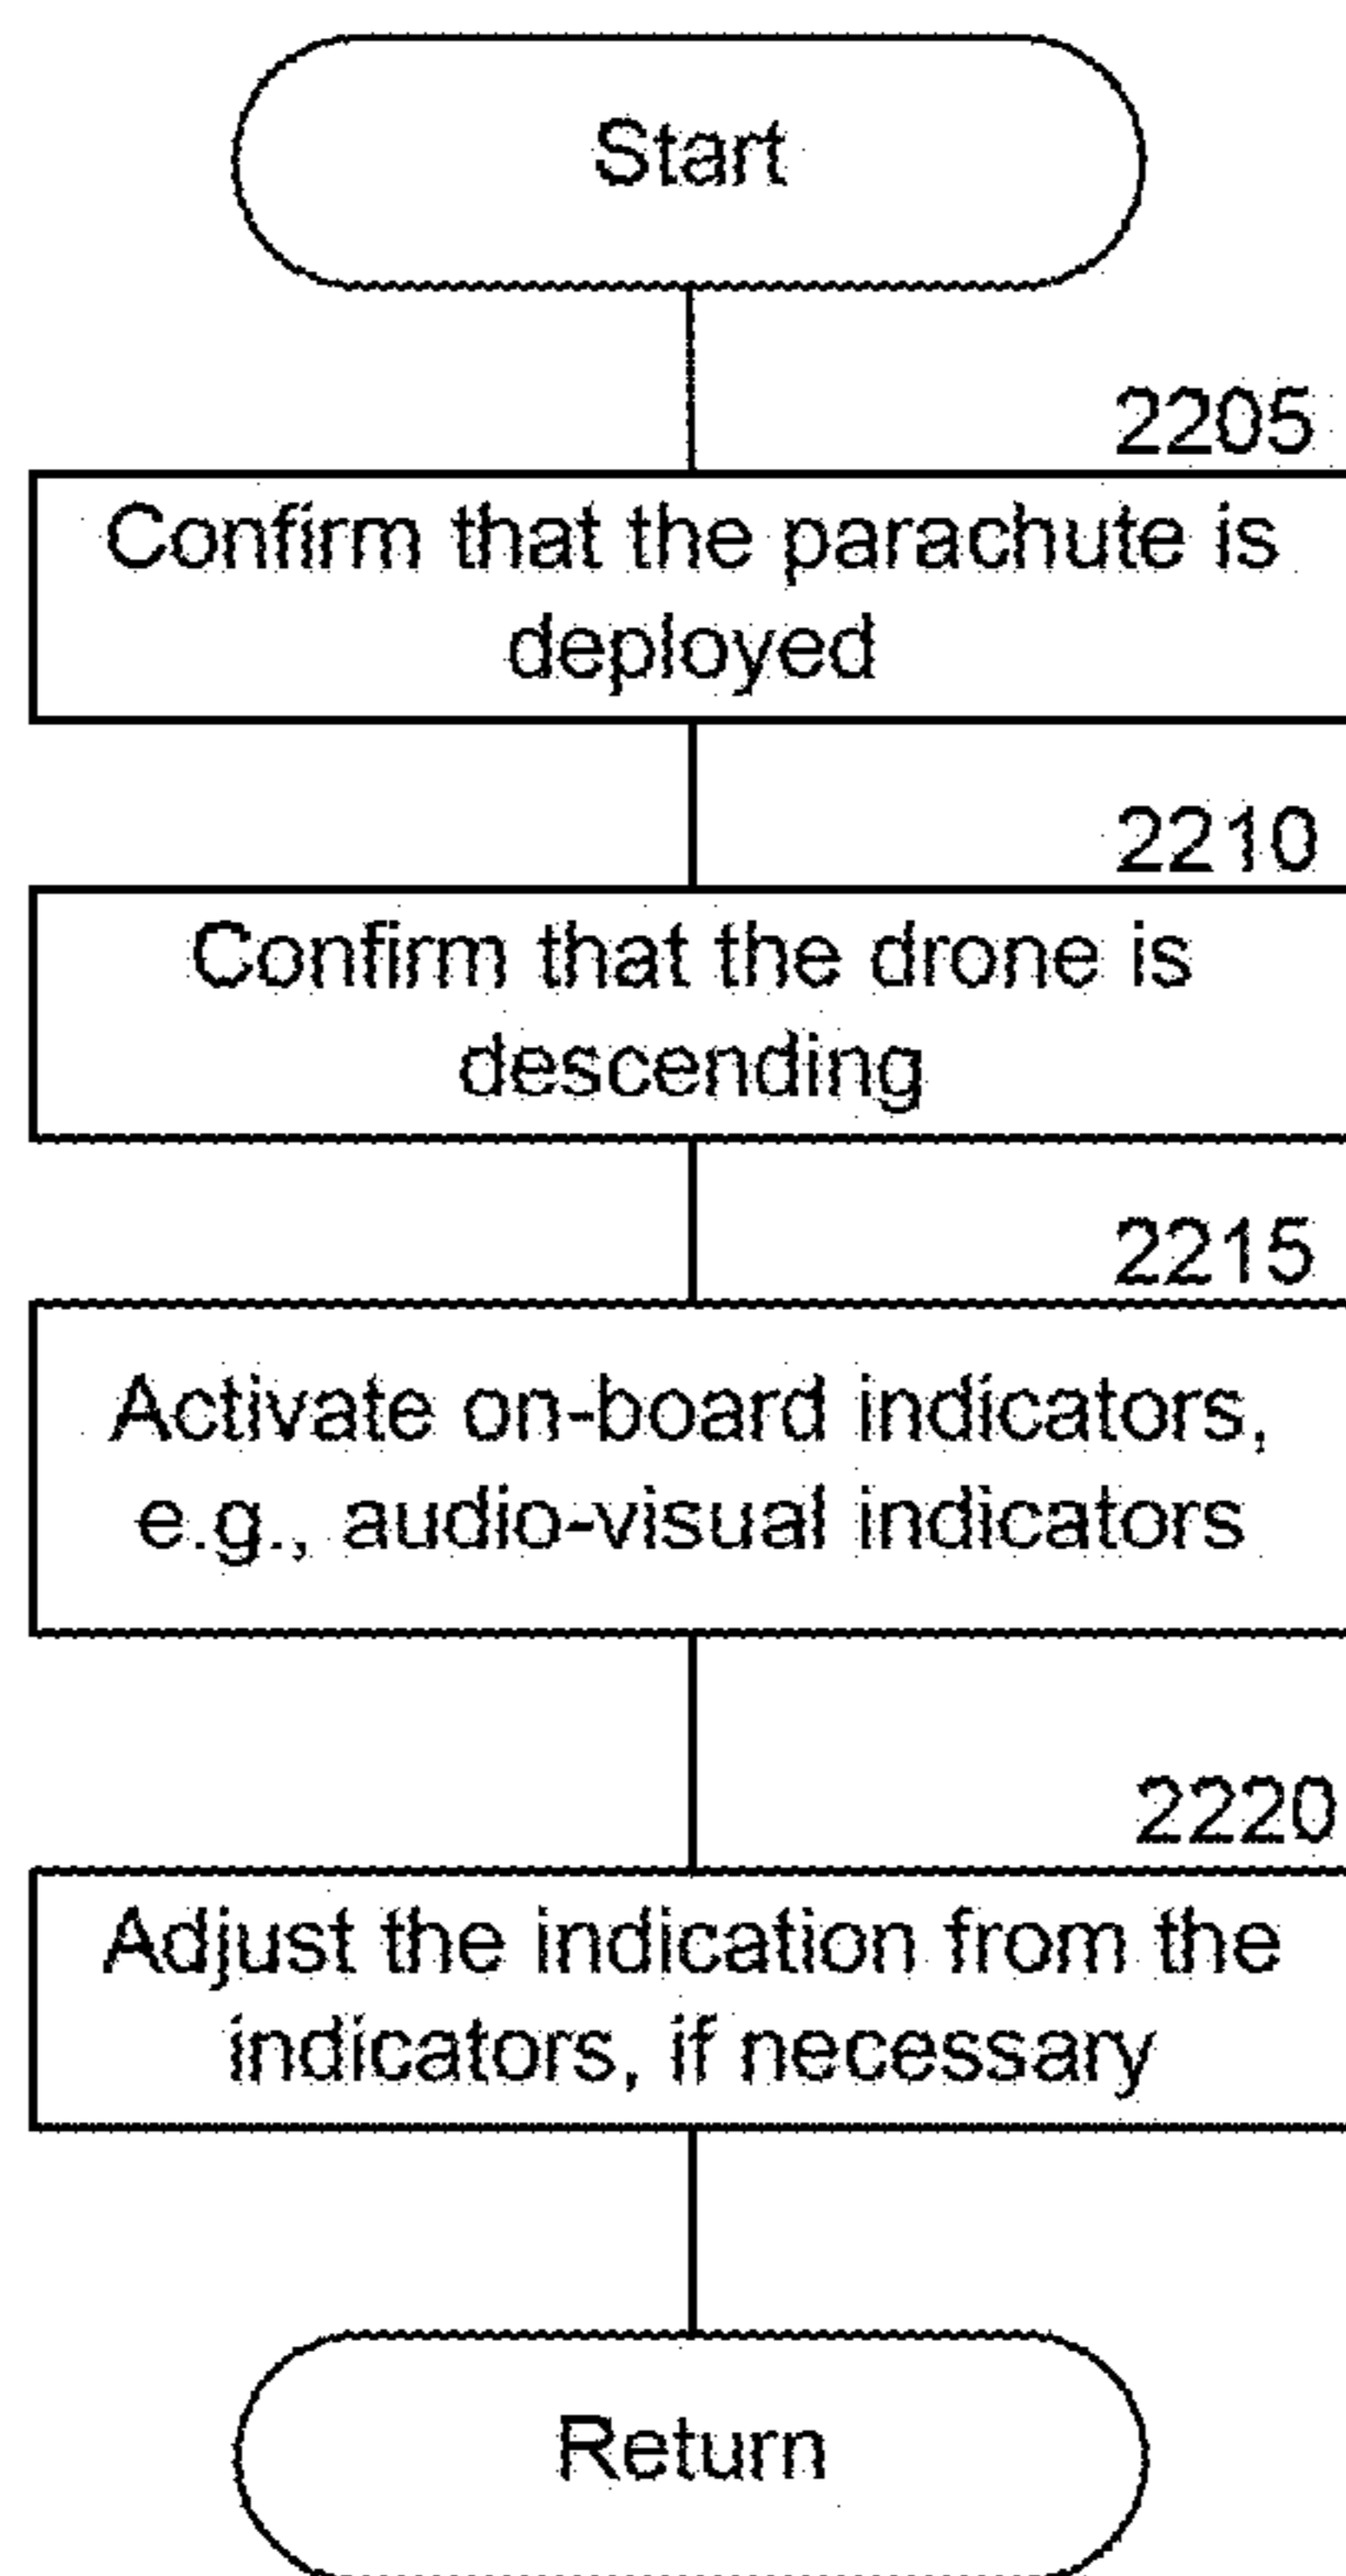 Start
2205
Confirm that the parachute is
deployed
2210
Confirm that the drone is
descending
2215
Activate on-board indicators,
e.g., audio-visual indicators
2220
Adjust the indication from the
indicators, if necessary
Return